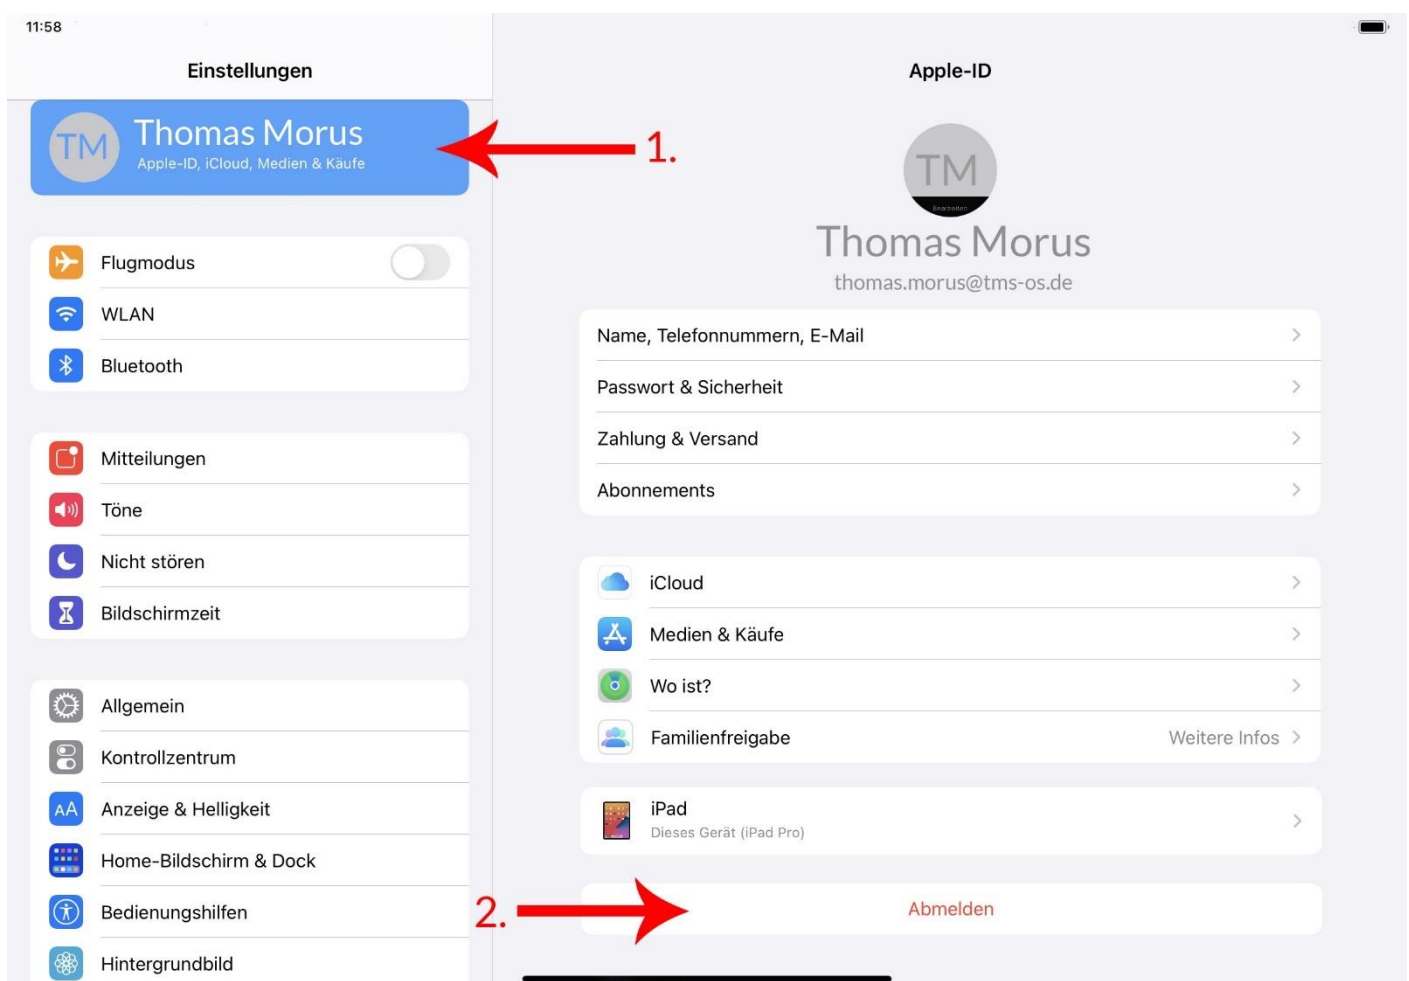 11:58
Einstellungen
TM
Thomas Morus
Apple-ID, iCloud, Medien & Käufe
1.
Flugmodus
WLAN
Bluetooth
Mitteilungen
Töne
Nicht stören
Bildschirmzeit
Allgemein
Kontrollzentrum
AA
Anzeige & Helligkeit
Home-Bildschirm & Dock
Bedienungshilfen
Hintergrundbild
Apple-ID
TM
Bearbeiten
Thomas Morus
thomas.morus@tms-os.de
Name, Telefonnummern, E-Mail
Passwort & Sicherheit
Zahlung & Versand
Abonnements
iCloud
Medien & Käufe
Wo ist?
Familienfreigabe Weitere Infos
iPad
Dieses Gerät (iPad Pro)
2.
Abmelden